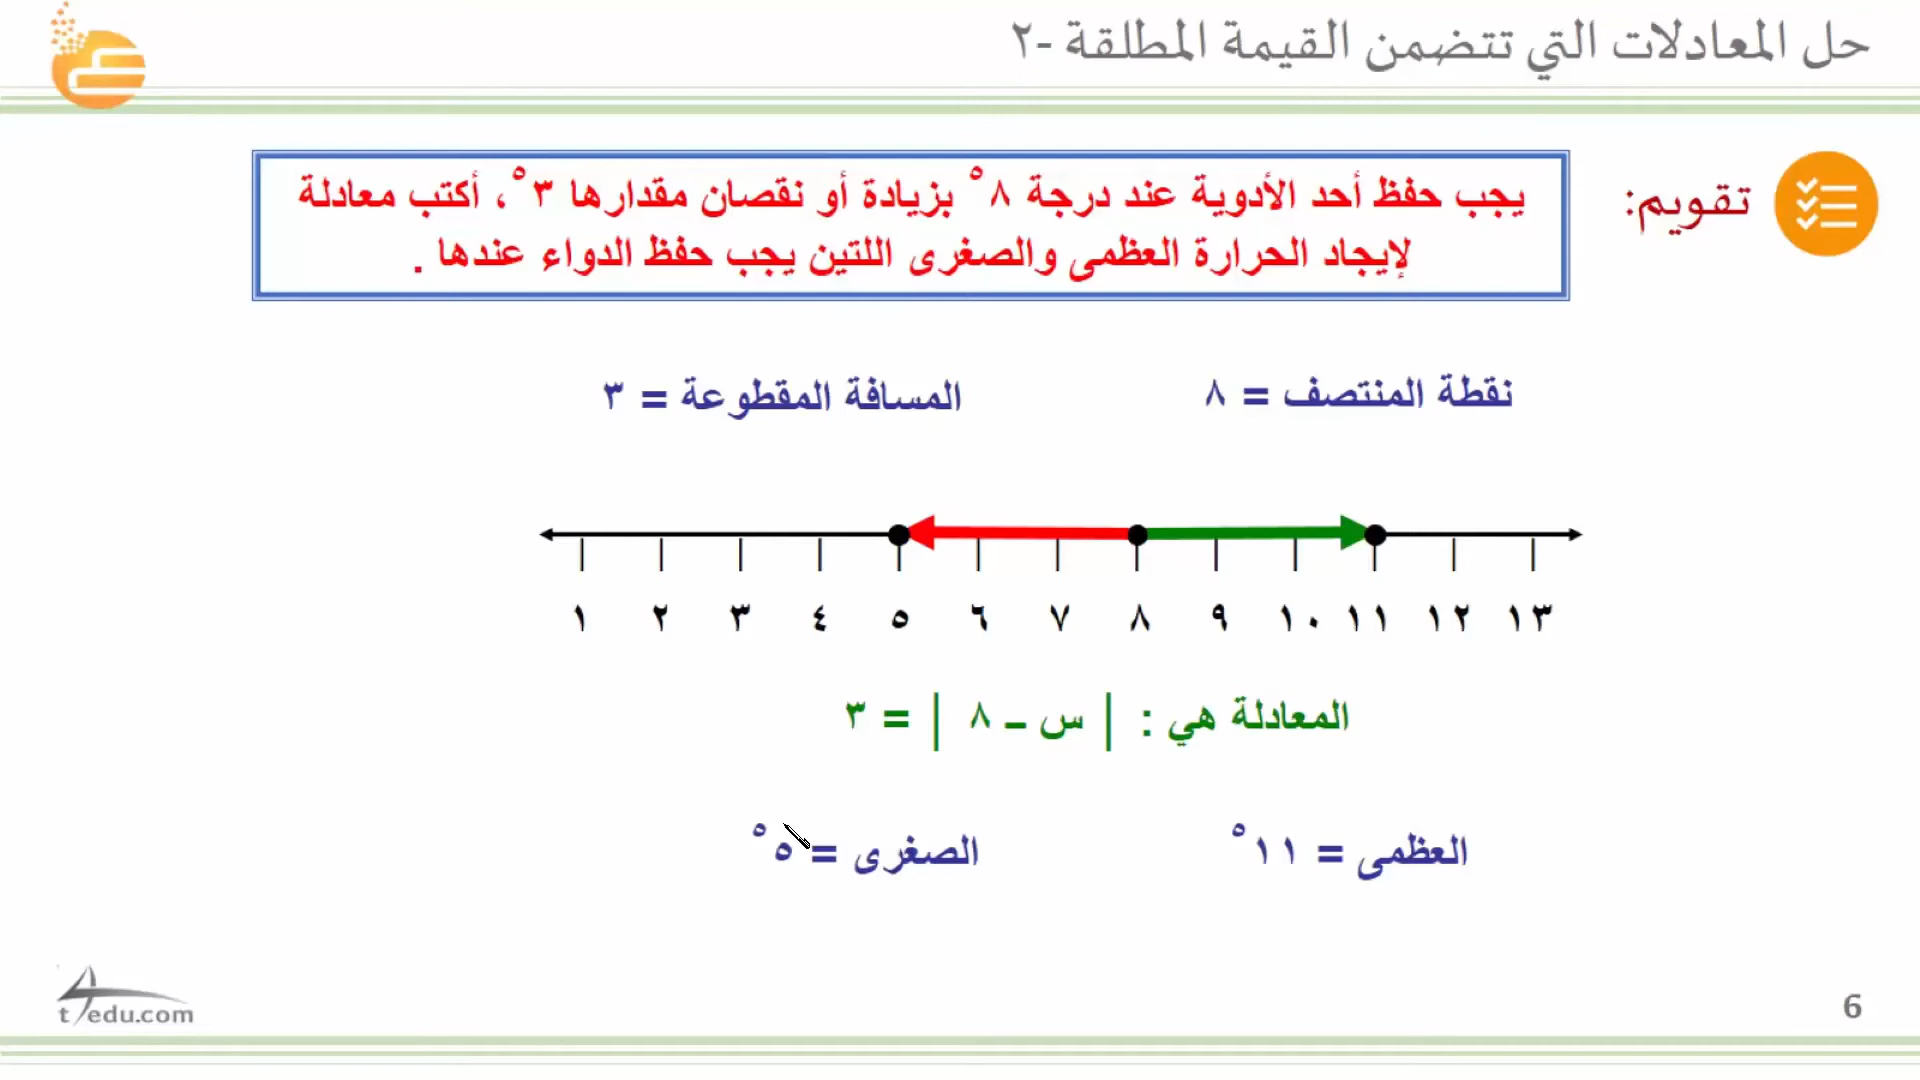 حل المعادلات التي تتضمن القيمة المطلقة -٢
تقويم:
يجب حفظ أحد الأدوية عند درجة ٨ ْ بزيادة أو نقصان مقدارها ٣ ْ، أكتب معادلة
لإيجاد الحرارة العظمى والصغرى اللتين يجب حفظ الدواء عندها .
نقطة المنتصف = ٨
المسافة المقطوعة = ٣
١ ٢ ٣ ٤ ٥ ٦ ٧ ٨ ٩ ١٠ ١١ ١٢ ١٣
المعادلة هي : | س – ٨ | = ٣
العظمى = ١١ ْ
الصغرى = ٥ ْ
t4edu.com
6